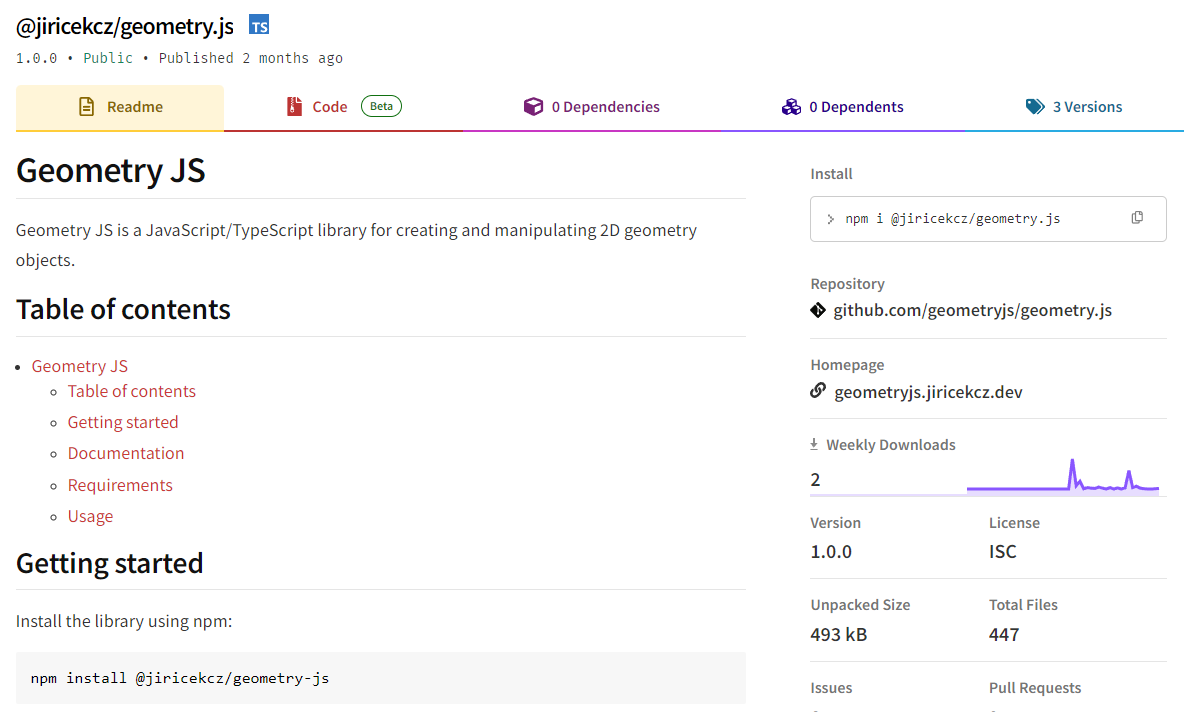 @jiricekcz/geometry.js TS
1.0.0 • Public • Published 2 months ago
Readme
Code Beta
0 Dependencies
0 Dependents
3 Versions
Geometry JS
Geometry JS is a JavaScript/TypeScript library for creating and manipulating 2D geometry
objects.
Table of contents
• Geometry JS
◦ Table of contents
◦ Getting started
◦ Documentation
◦ Requirements
◦ Usage
Getting started
Install the library using npm:
npm install @jiricekcz/geometry-js
Install
> npm i @jiricekcz/geometry.js
Repository
github.com/geometryjs/geometry.js
Homepage
geometryjs.jiricekcz.dev
Weekly Downloads
2
Version
License
1.0.0
ISC
Unpacked Size
Total Files
493 kB
447
Issues
Pull Requests